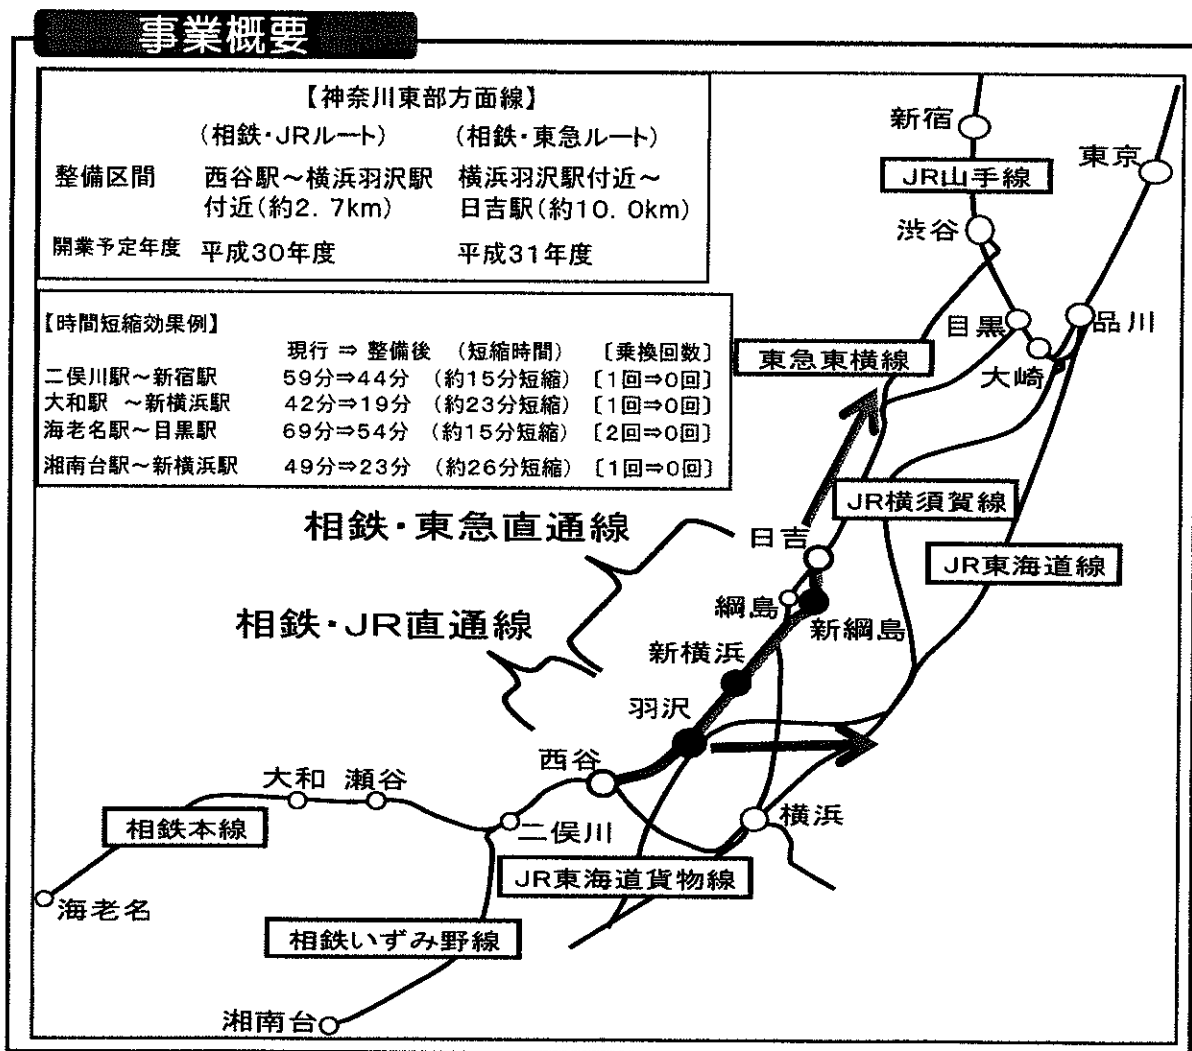 事業概要
【神奈川東部方面線】
(相鉄・JRルート) (相鉄・東急ルート)
整備区間 西谷駅～横浜羽沢駅 横浜羽沢駅付近～
付近(約2.7km) 日吉駅(約10.0km)
開業予定年度 平成30年度 平成31年度
【時間短縮効果例】
現行 ⇒ 整備後 (短縮時間) 〔乗換回数〕
二俣川駅～新宿駅 59分⇒44分 (約15分短縮) 〔1回⇒0回〕
大和駅 ～新横浜駅 42分⇒19分 (約23分短縮) 〔1回⇒0回〕
海老名駅～目黒駅 69分⇒54分 (約15分短縮) 〔2回⇒0回〕
湘南台駅～新横浜駅 49分⇒23分 (約26分短縮) 〔1回⇒0回〕
新宿
東京
JR山手線
渋谷
目黒
品川
東急東横線
大崎
JR横須賀線
相鉄・東急直通線
日吉
JR東海道線
綱島
新綱島
相鉄・JR直通線
新横浜
羽沢
西谷
大和 瀬谷
相鉄本線
二俣川
横浜
JR東海道貨物線
海老名
相鉄いずみ野線
湘南台